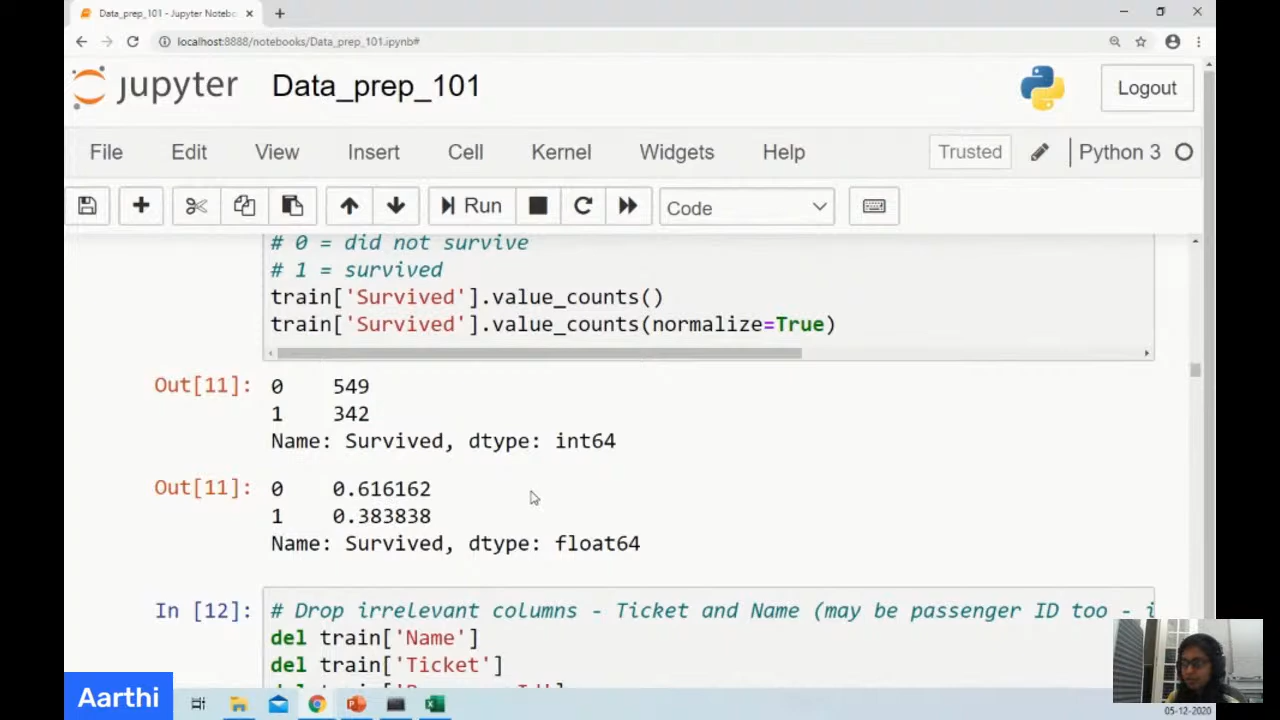 Data_prep_101 - Jupyter Notebo
localhost:8888/notebooks/Data_prep_101.ipynb#
jupyter Data_prep_101 Logout
File Edit View Insert Cell Kernel Widgets Help Trusted Python 3
Run Code
# 0 = did not survive
# 1 = survived
train['Survived'].value_counts()
train['Survived'].value_counts(normalize=True)
Out[11]: 0 549
1 342
Name: Survived, dtype: int64
Out[11]: 0 0.616162
1 0.383838
Name: Survived, dtype: float64
In [12]: # Drop irrelevant columns - Ticket and Name (may be passenger ID too - i
del train['Name']
del train['Ticket']
Aarthi
05-12-2020